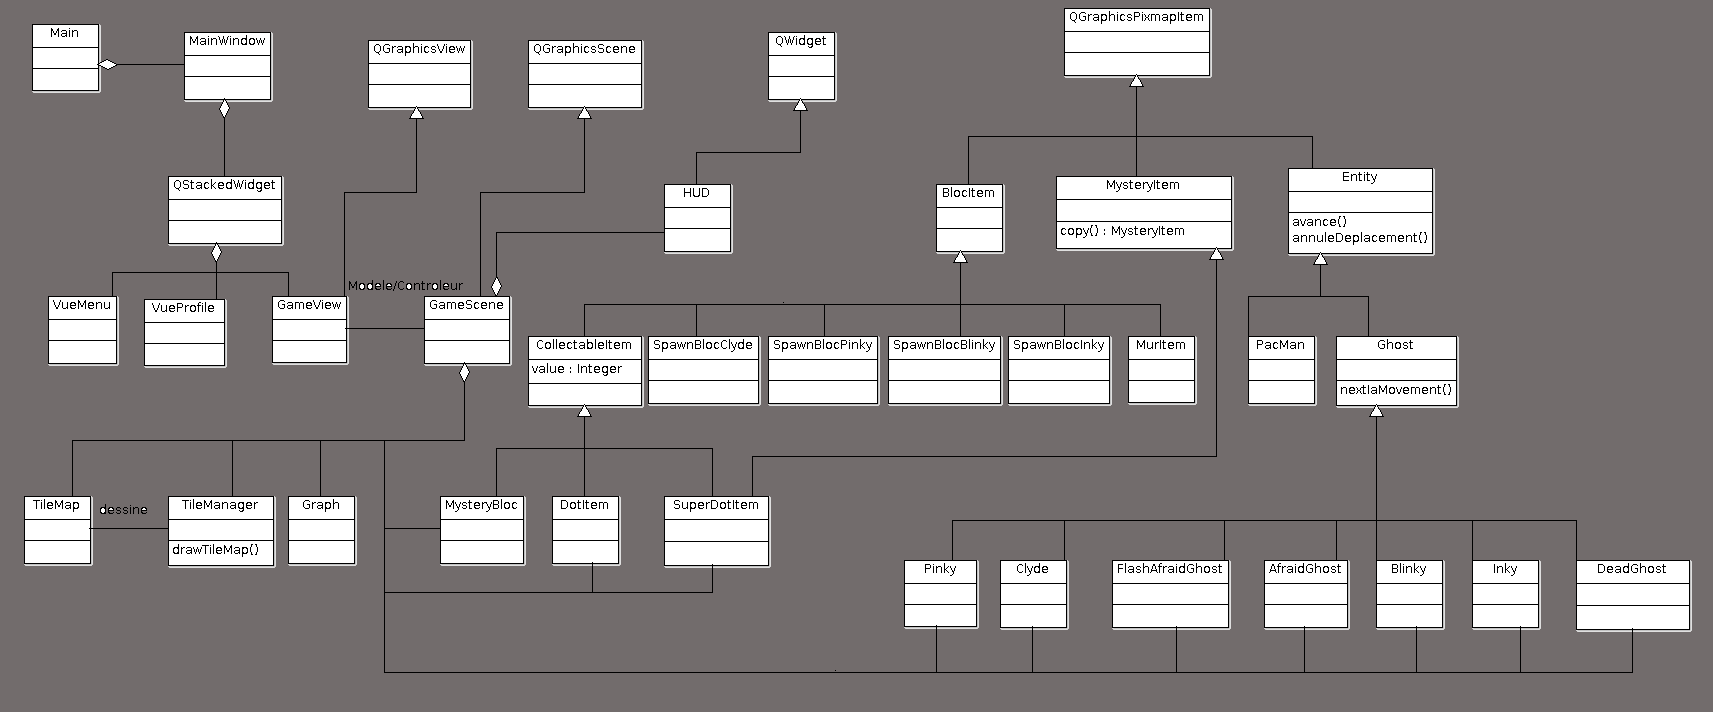 Main
MainWindow
QGraphicsView
QGraphicsScene
QWidget
QGraphicsPixmapItem
QStackedWidget
HUD
BlocItem
MysteryItem
copy() : MysteryItem
Entity
avance()
annuleDeplacement()
Modele/Controleur
VueMenu
VueProfile
GameView
GameScene
CollectableItem
value : Integer
SpawnBlocClyde
SpawnBlocPinky
SpawnBlocBlinky
SpawnBlocInky
MurItem
PacMan
Ghost
nextIaMovement()
TileMap
dessine
TileManager
drawTileMap()
Graph
MysteryBloc
DotItem
SuperDotItem
Pinky
Clyde
FlashAfraidGhost
AfraidGhost
Blinky
Inky
DeadGhost